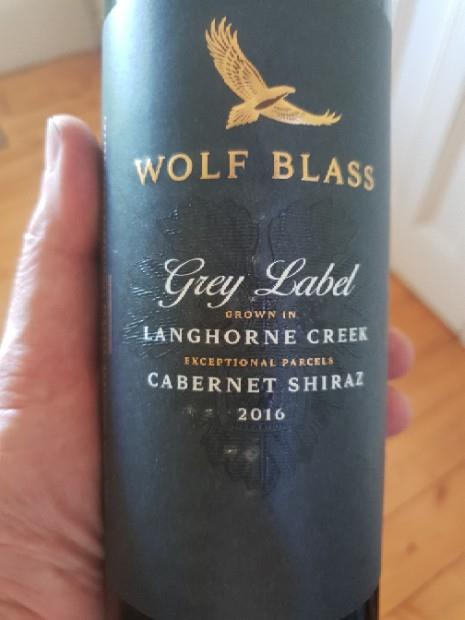 WOLF BLASS
Grey Label
GROWN IN
LANGHORNE CREEK
EXCEPTIONAL PARCELS
CABERNET SHIRAZ
2016